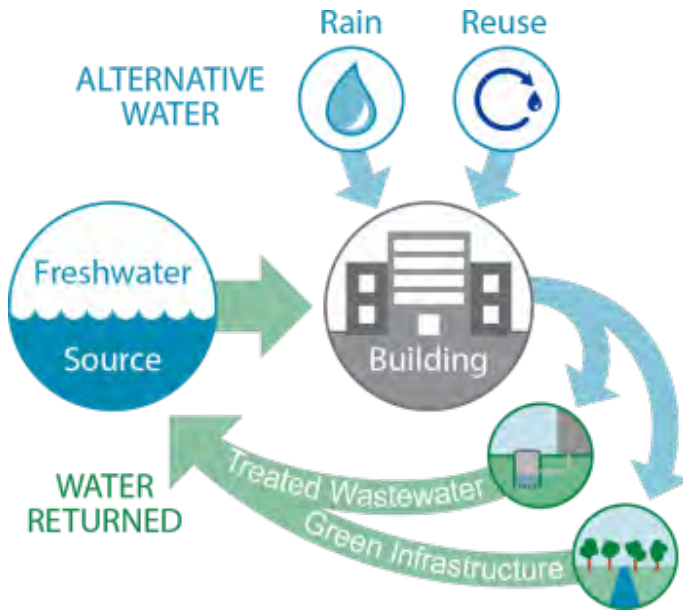 Rain
Reuse
ALTERNATIVE
WATER
Freshwater
Source
Building
Treated Wastewater
WATER
RETURNED
Green Infrastructure